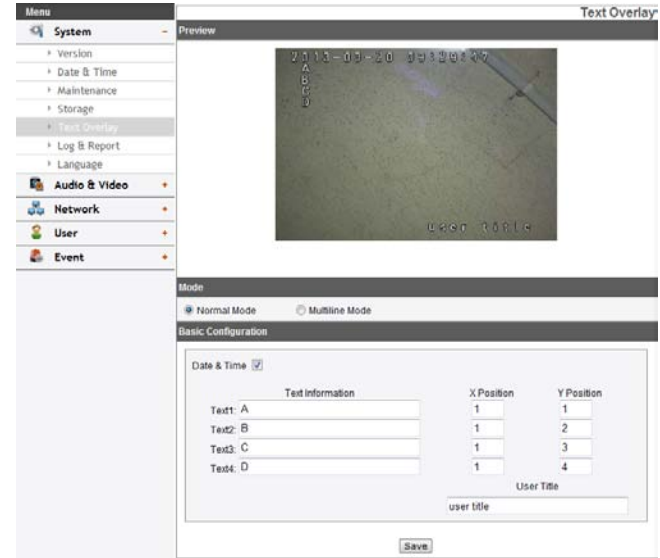 Menu
Text Overlay
System
Version
Date & Time
Maintenance
Storage
Text Overlay
Log & Report
Language
Audio & Video
Network
User
Event
Preview
A
B
C
D
user title
Mode
Normal Mode
Multiline Mode
Basic Configuration
Date & Time
Text Information X Position Y Position
Text1: A 1 1
Text2: B 1 2
Text3: C 1 3
Text4: D 1 4
User Title
user title
Save